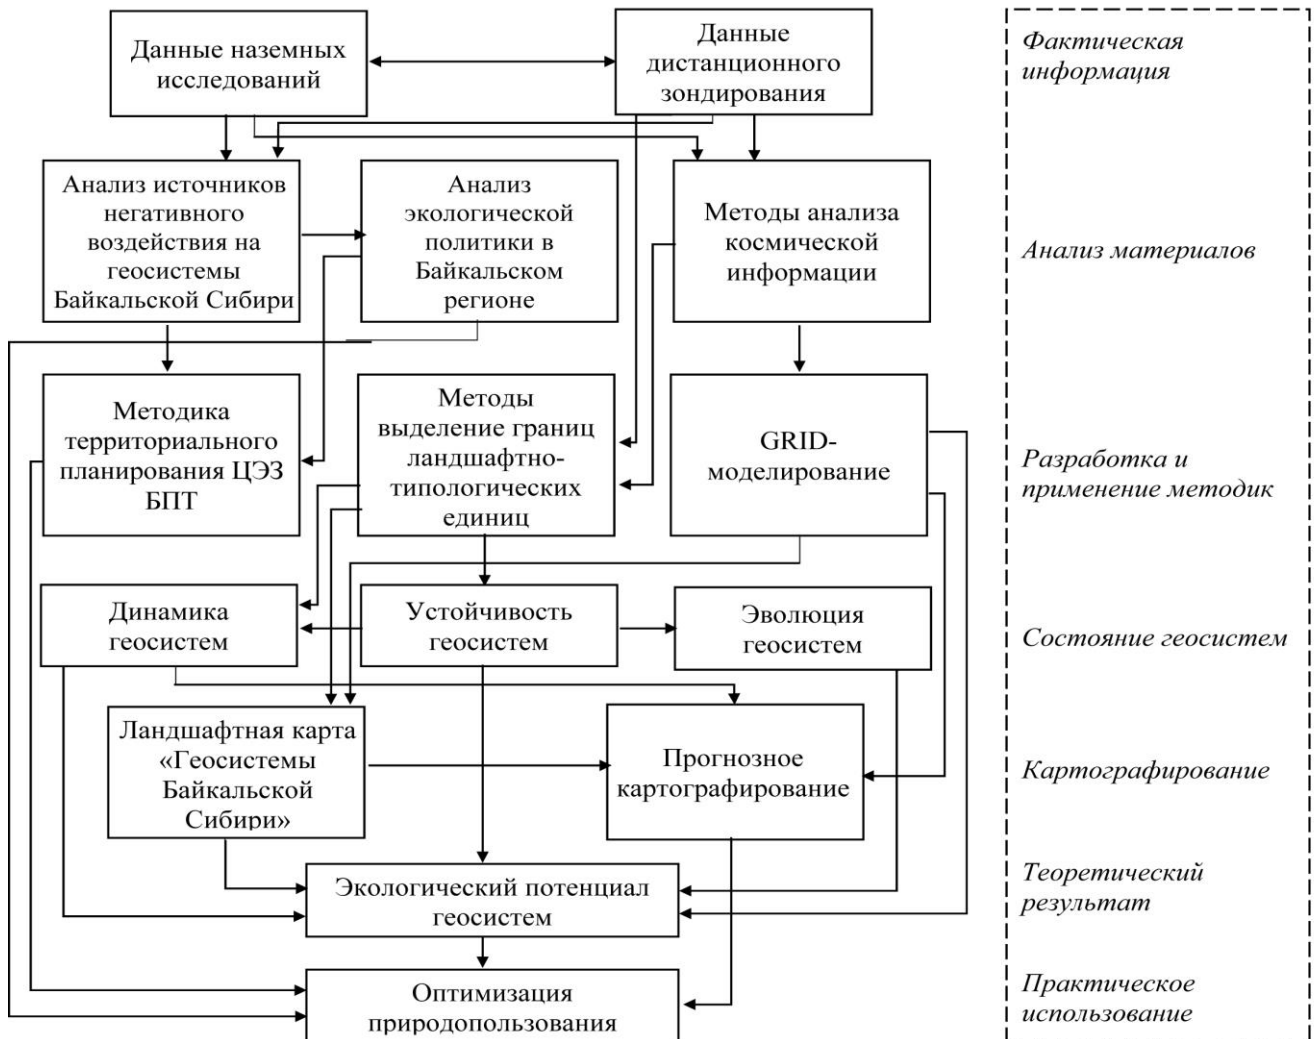 Данные наземных
исследований
Данные
дистанционного
зондирования
Фактическая
информация
Анализ источников
негативного
воздействия на
геосистемы
Байкальской Сибири
Анализ
экологической
политики в
Байкальском
регионе
Методы анализа
космической
информации
Анализ материалов
Методика
территориального
планирования ЦЭЗ
БПТ
Методы
выделение границ
ландшафтно-
типологических
единиц
GRID-
моделирование
Разработка и
применение методик
Динамика
геосистем
Устойчивость
геосистем
Эволюция
геосистем
Состояние геосистем
Ландшафтная карта
«Геосистемы
Байкальской
Сибири»
Прогнозное
картографирование
Картографирование
Экологический потенциал
геосистем
Теоретический
результат
Оптимизация
природопользования
Практическое
использование